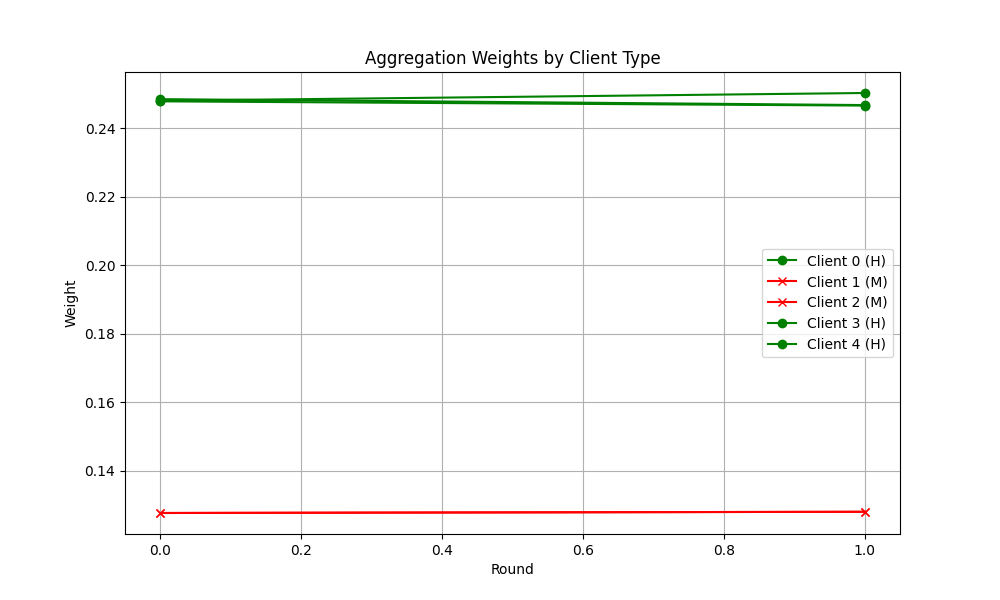 Aggregation Weights by Client Type
Weight
0.24
0.22
0.20
0.18
0.16
0.14
Client 0 (H)
Client 1 (M)
Client 2 (M)
Client 3 (H)
Client 4 (H)
0.0 0.2 0.4 0.6 0.8 1.0
Round